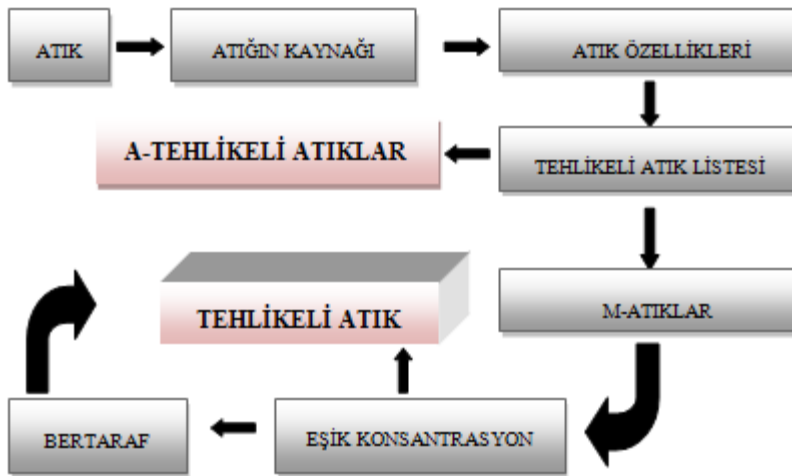 ATIK
ATIĞIN KAYNAĞI
ATIK ÖZELLİKLERİ
A-TEHLİKELİ ATIKLAR
TEHLİKELİ ATIK LİSTESİ
TEHLİKELİ ATIK
M-ATIKLAR
BERTARAF
EŞİK KONSANTRASYON